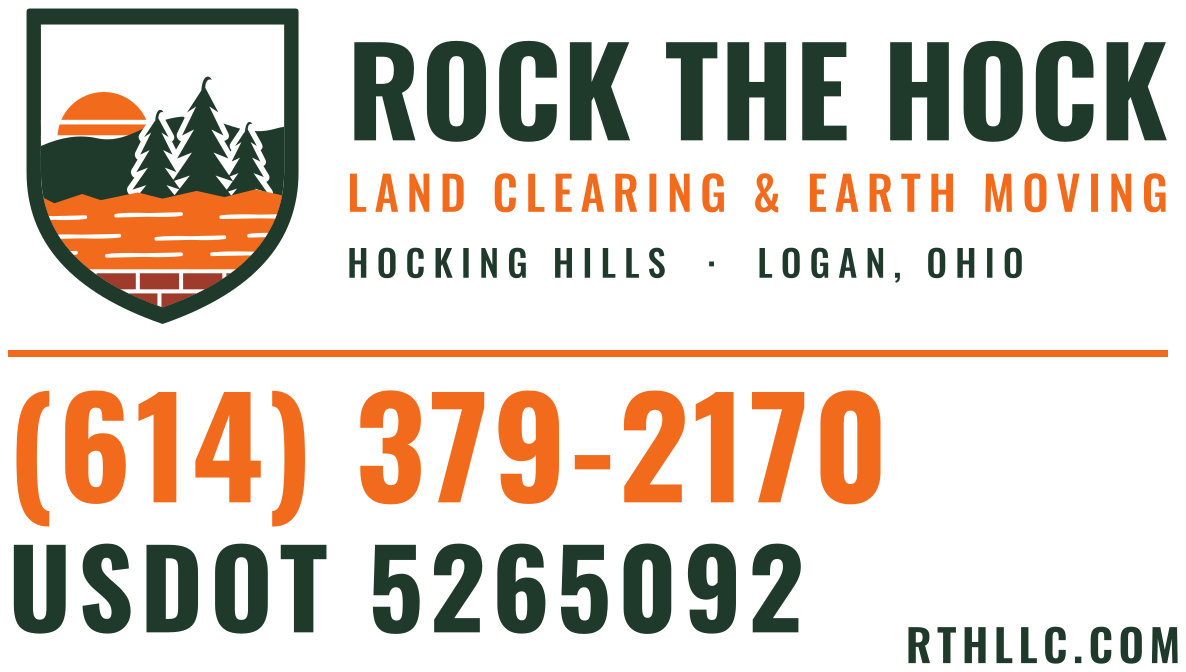 ROCK THE HOCK
LAND CLEARING & EARTH MOVING
HOCKING HILLS · LOGAN, OHIO
(614) 379-2170
USDOT 5265092
RTHLLC.COM